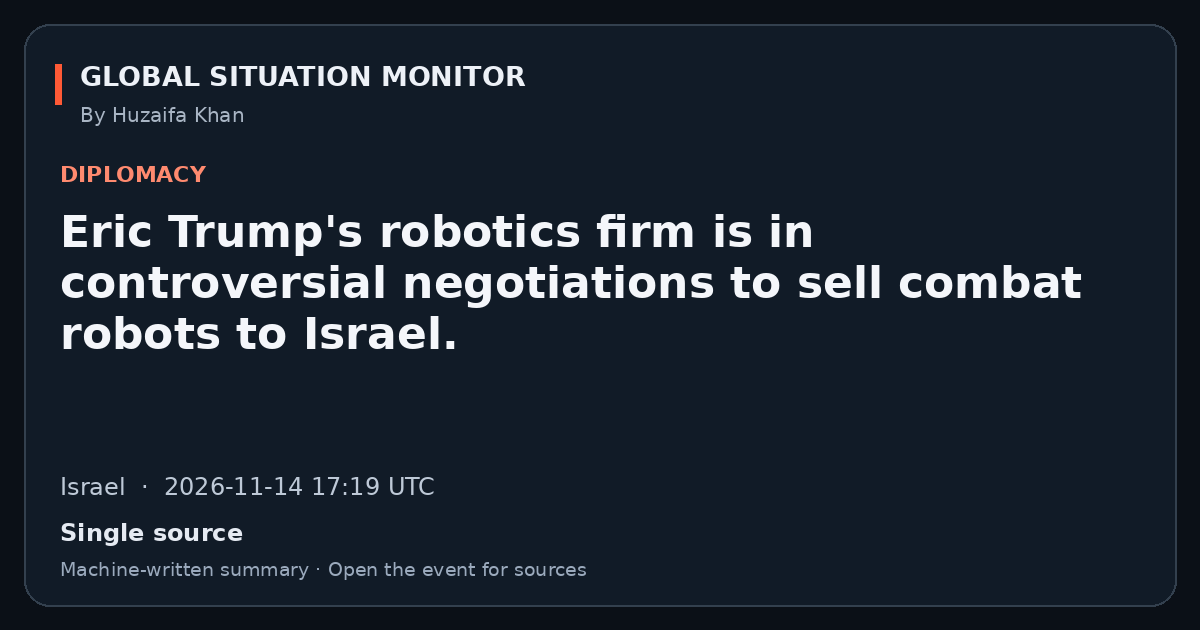 GLOBAL SITUATION MONITOR
By Huzaifa Khan
DIPLOMACY
Eric Trump's robotics firm is in
controversial negotiations to sell combat
robots to Israel.
Israel · 2026-11-14 17:19 UTC
Single source
Machine-written summary · Open the event for sources